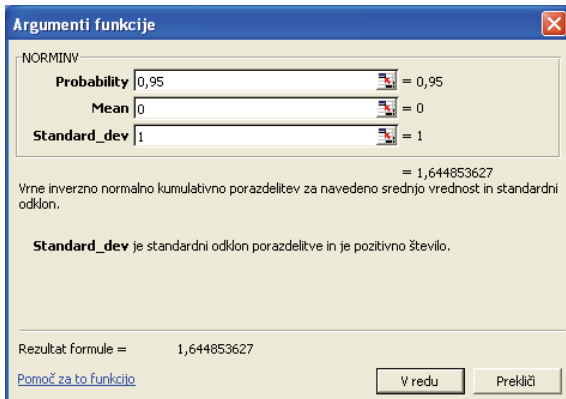 Argumenti funkcije
NORMINV
Probability 0,95 = 0,95
Mean 0 = 0
Standard_dev 1 = 1
= 1,644853627
Vrne inverzno normalno kumulativno porazdelitev za navedeno srednjo vrednost in standardni
odklon.
Standard_dev je standardni odklon porazdelitve in je pozitivno število.
Rezultat formule = 1,644853627
Pomoč za to funkcijo V redu Prekliči